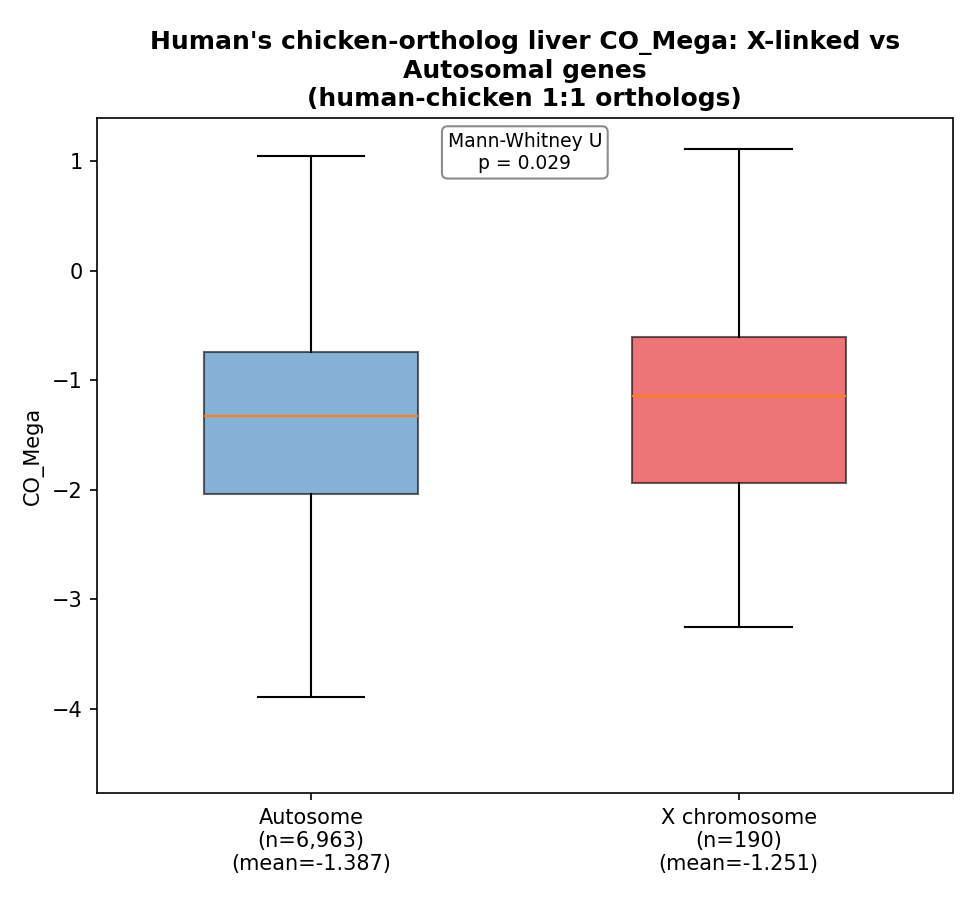 Human's chicken-ortholog liver CO_Mega: X-linked vs
Autosomal genes
(human-chicken 1:1 orthologs)
Mann-Whitney U
p = 0.029
1
0
−1
−2
−3
−4
CO_Mega
Autosome
(n=6,963)
(mean=-1.387)
X chromosome
(n=190)
(mean=-1.251)